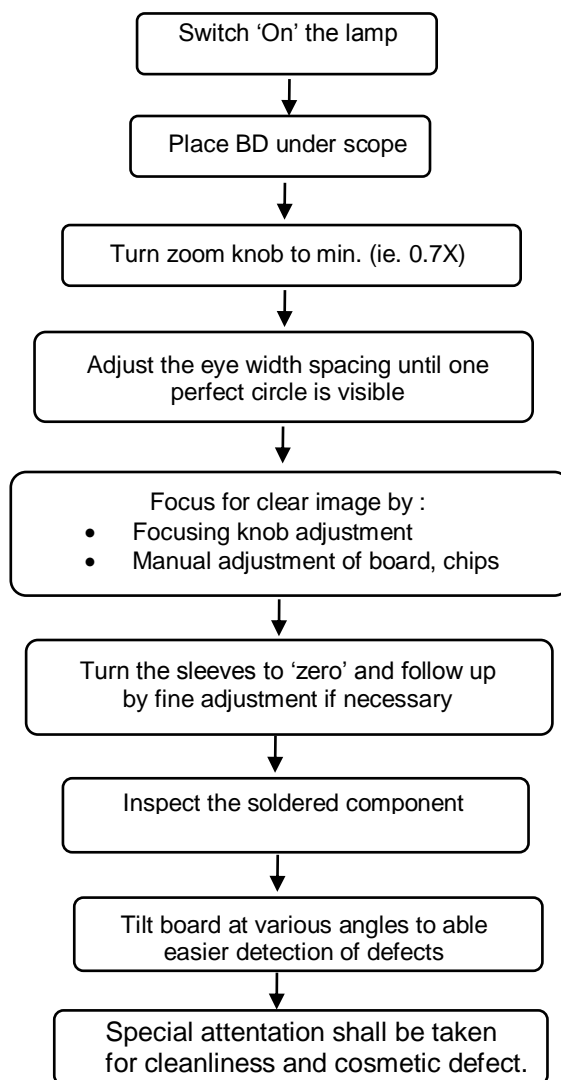 Switch ‘On’ the lamp
Place BD under scope
Turn zoom knob to min. (ie. 0.7X)
Adjust the eye width spacing until one
perfect circle is visible
Focus for clear image by :
• Focusing knob adjustment
• Manual adjustment of board, chips
Turn the sleeves to ‘zero’ and follow up
by fine adjustment if necessary
Inspect the soldered component
Tilt board at various angles to able
easier detection of defects
Special attentation shall be taken
for cleanliness and cosmetic defect.